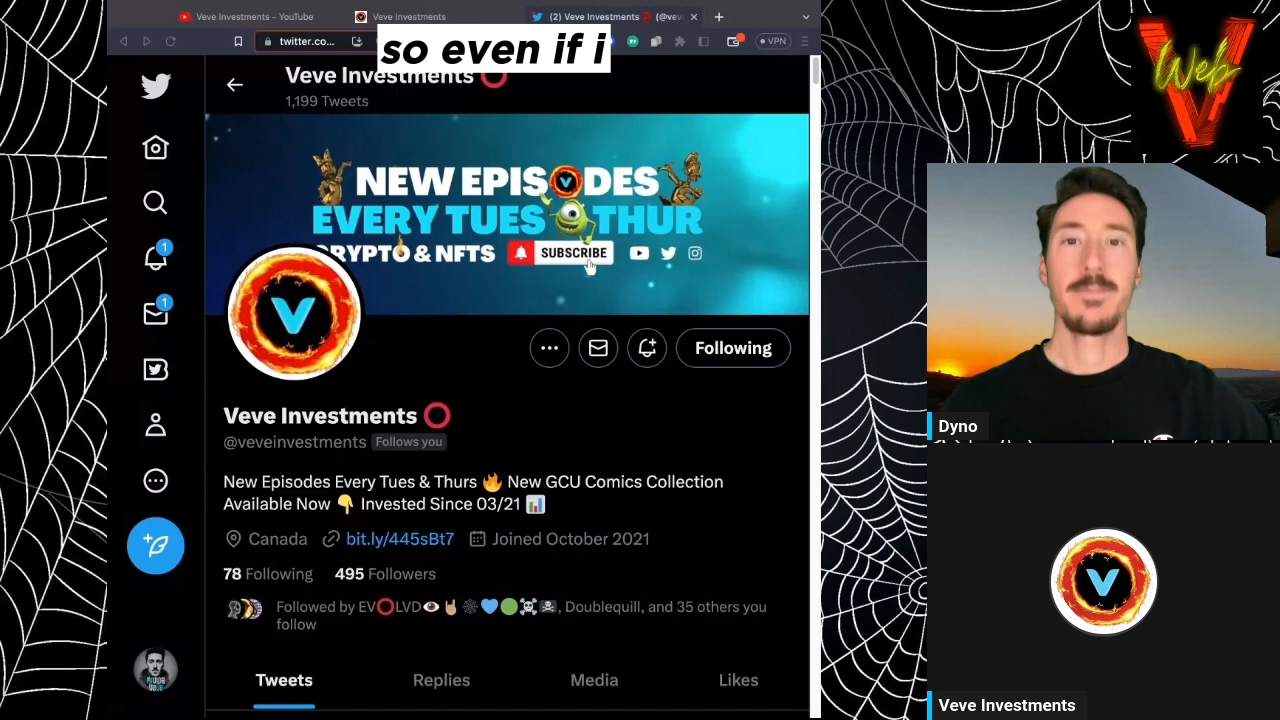 Veve Investments - YouTube
Veve Investments
(2) Veve Investments ⭕ (@vev
twitter.co...
VPN
so even if i
Veve Investments ⭕
1,199 Tweets
NEW EPISODES
EVERY TUES THUR
CRYPTO & NFTS SUBSCRIBE
Following
Veve Investments ⭕
@veveinvestments Follows you
New Episodes Every Tues & Thurs 🔥 New GCU Comics Collection
Available Now 👇 Invested Since 03/21 📊
Canada bit.ly/445sBt7 Joined October 2021
78 Following 495 Followers
Followed by EV⭕LVD👁🤘🏼🕸💙🟢☠🏴‍☠️, Doublequill, and 35 others you
follow
Tweets Replies Media Likes
1
1
V
Web
Dyno
V
Veve Investments